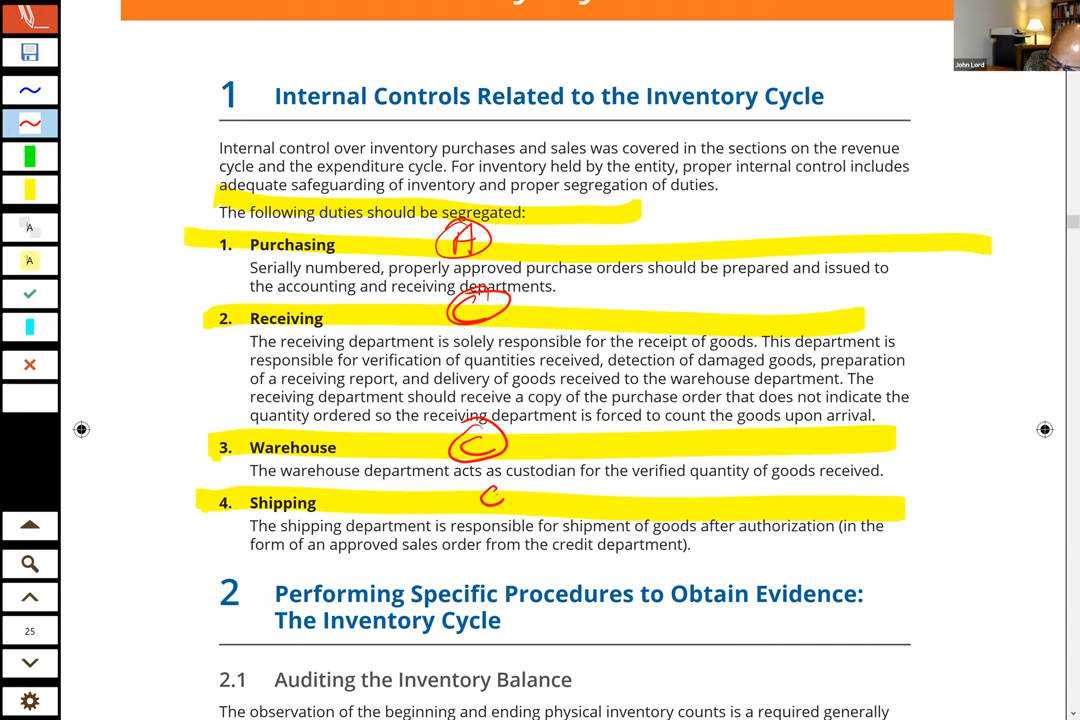 John Lord
1 Internal Controls Related to the Inventory Cycle
Internal control over inventory purchases and sales was covered in the sections on the revenue
cycle and the expenditure cycle. For inventory held by the entity, proper internal control includes
adequate safeguarding of inventory and proper segregation of duties.
The following duties should be segregated:
1. Purchasing
A
Serially numbered, properly approved purchase orders should be prepared and issued to
the accounting and receiving departments.
2. Receiving
C
The receiving department is solely responsible for the receipt of goods. This department is
responsible for verification of quantities received, detection of damaged goods, preparation
of a receiving report, and delivery of goods received to the warehouse department. The
receiving department should receive a copy of the purchase order that does not indicate the
quantity ordered so the receiving department is forced to count the goods upon arrival.
3. Warehouse
C
The warehouse department acts as custodian for the verified quantity of goods received.
4. Shipping
C
The shipping department is responsible for shipment of goods after authorization (in the
form of an approved sales order from the credit department).
2 Performing Specific Procedures to Obtain Evidence:
The Inventory Cycle
2.1 Auditing the Inventory Balance
The observation of the beginning and ending physical inventory counts is a required generally
A
A
25